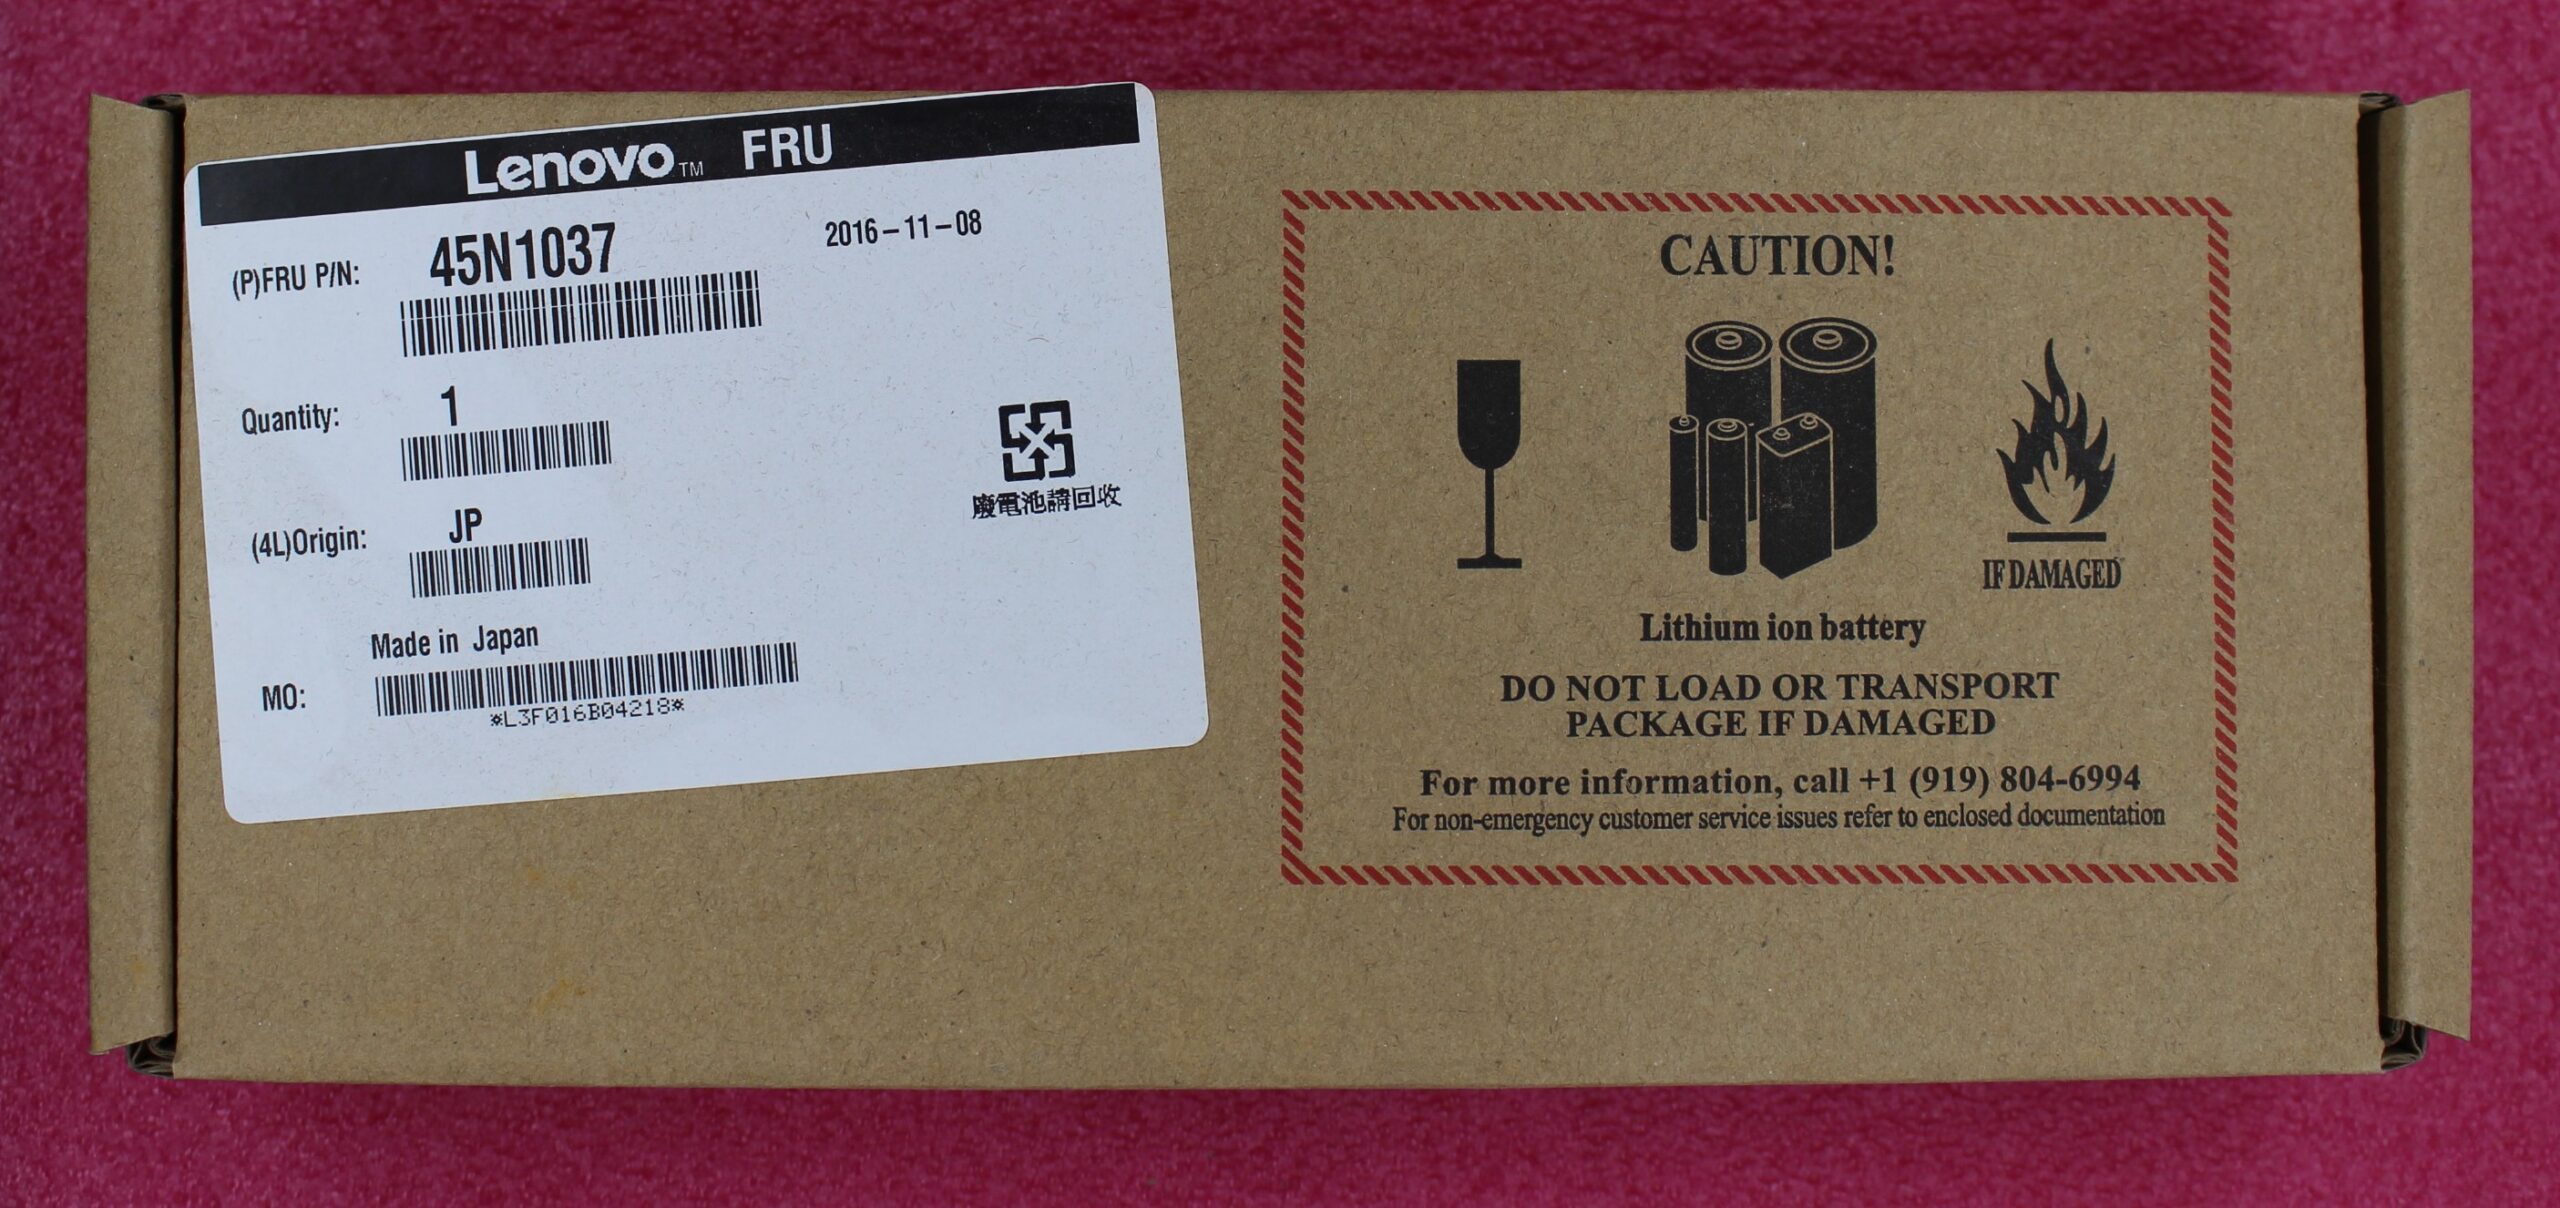 Lenovo™ FRU
(P)FRU P/N: 45N1037
2016-11-08
Quantity: 1
(4L)Origin: JP
廢電池請回收
Made in Japan
MO:
*L3F016B04218*
CAUTION!
IF DAMAGED
Lithium ion battery
DO NOT LOAD OR TRANSPORT
PACKAGE IF DAMAGED
For more information, call +1 (919) 804-6994
For non-emergency customer service issues refer to enclosed documentation